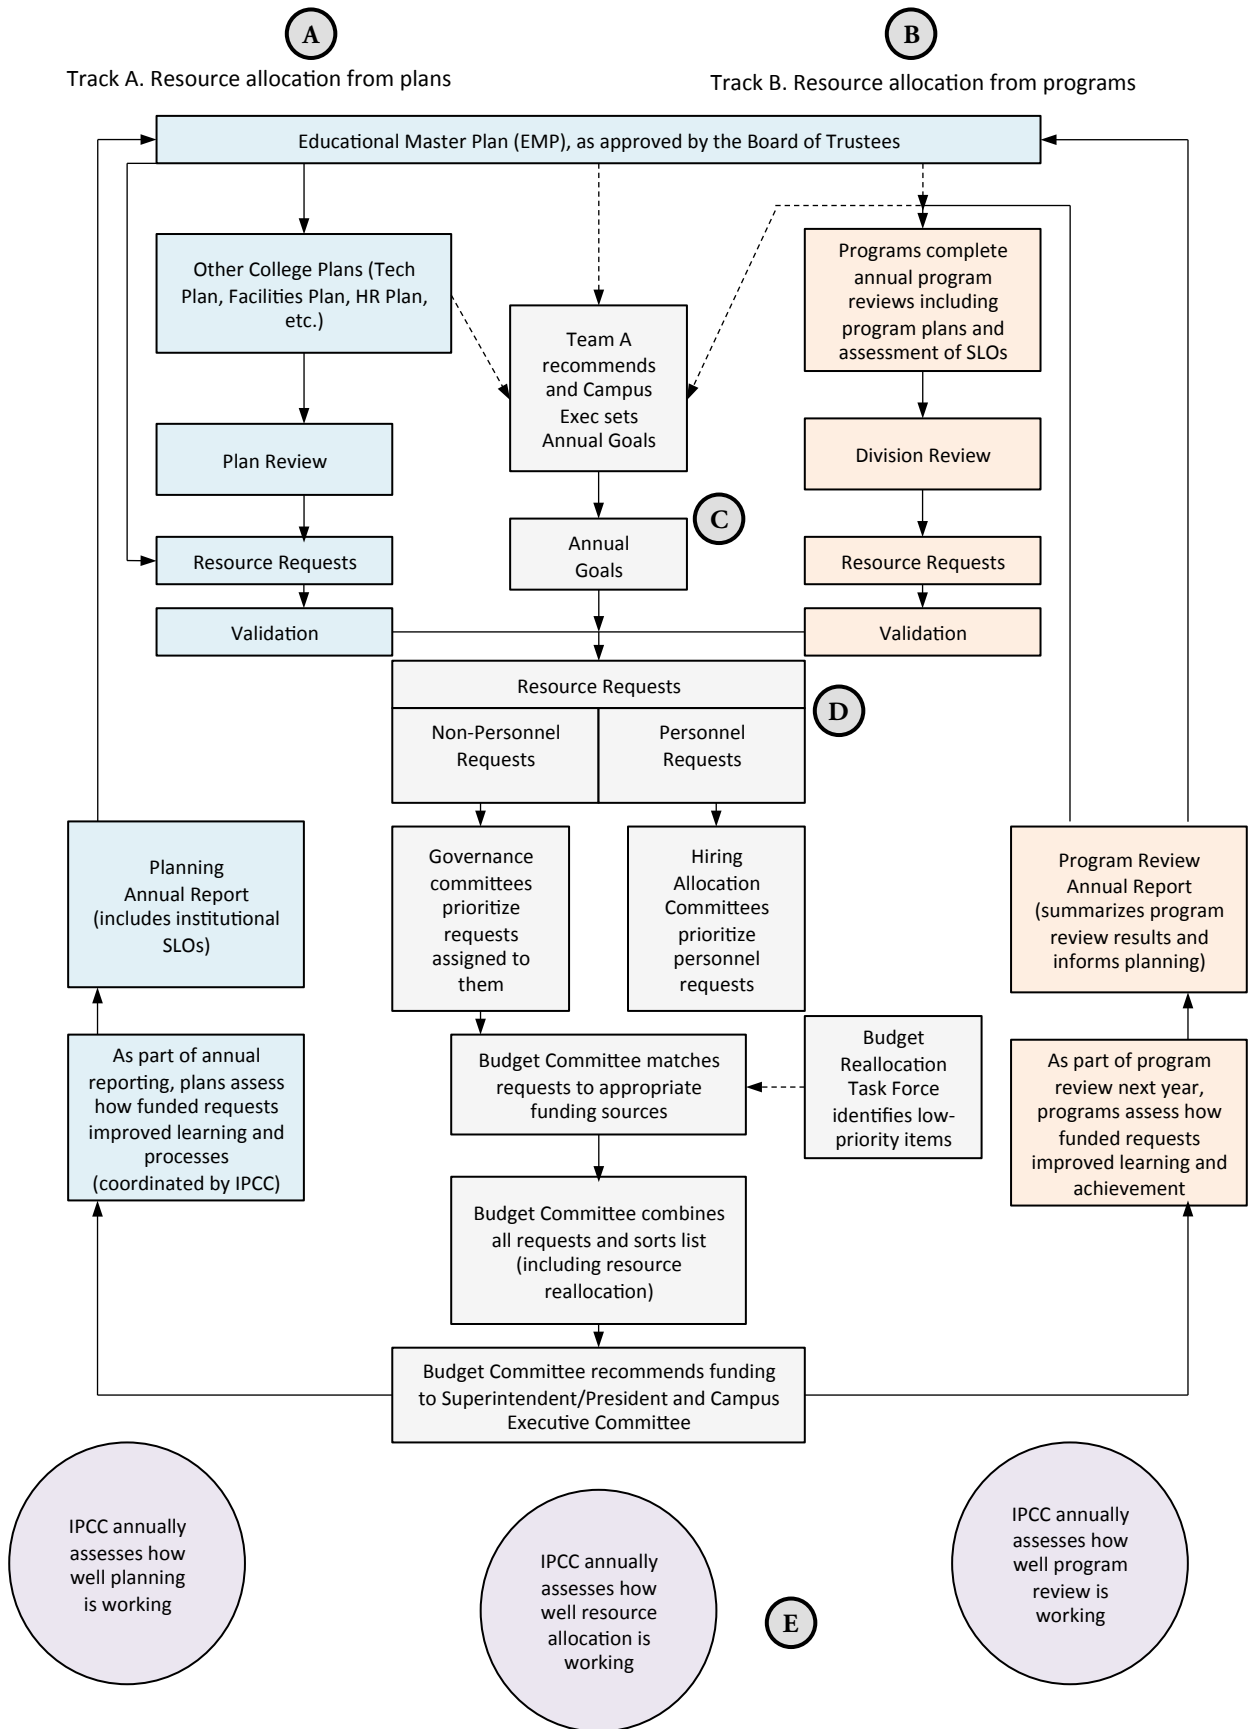 A
B
Track A. Resource allocation from plans
Track B. Resource allocation from programs
Educational Master Plan (EMP), as approved by the Board of Trustees
Other College Plans (Tech
Plan, Facilities Plan, HR Plan,
etc.)
Team A
recommends
and Campus
Exec sets
Annual Goals
Programs complete
annual program
reviews including
program plans and
assessment of SLOs
Plan Review
Division Review
C
Annual
Goals
Resource Requests
Resource Requests
Validation
Validation
Resource Requests
D
Non-Personnel
Requests
Personnel
Requests
Planning
Annual Report
(includes institutional
SLOs)
Governance
committees
prioritize
requests
assigned to
them
Hiring
Allocation
Committees
prioritize
personnel
requests
Program Review
Annual Report
(summarizes program
review results and
informs planning)
As part of annual
reporting, plans assess
how funded requests
improved learning and
processes
(coordinated by IPCC)
Budget Committee matches
requests to appropriate
funding sources
Budget
Reallocation
Task Force
identifies low-
priority items
As part of program
review next year,
programs assess how
funded requests
improved learning and
achievement
Budget Committee combines
all requests and sorts list
(including resource
reallocation)
Budget Committee recommends funding
to Superintendent/President and Campus
Executive Committee
IPCC annually
assesses how
well planning
is working
IPCC annually
assesses how
well resource
allocation is
working
E
IPCC annually
assesses how
well program
review is
working